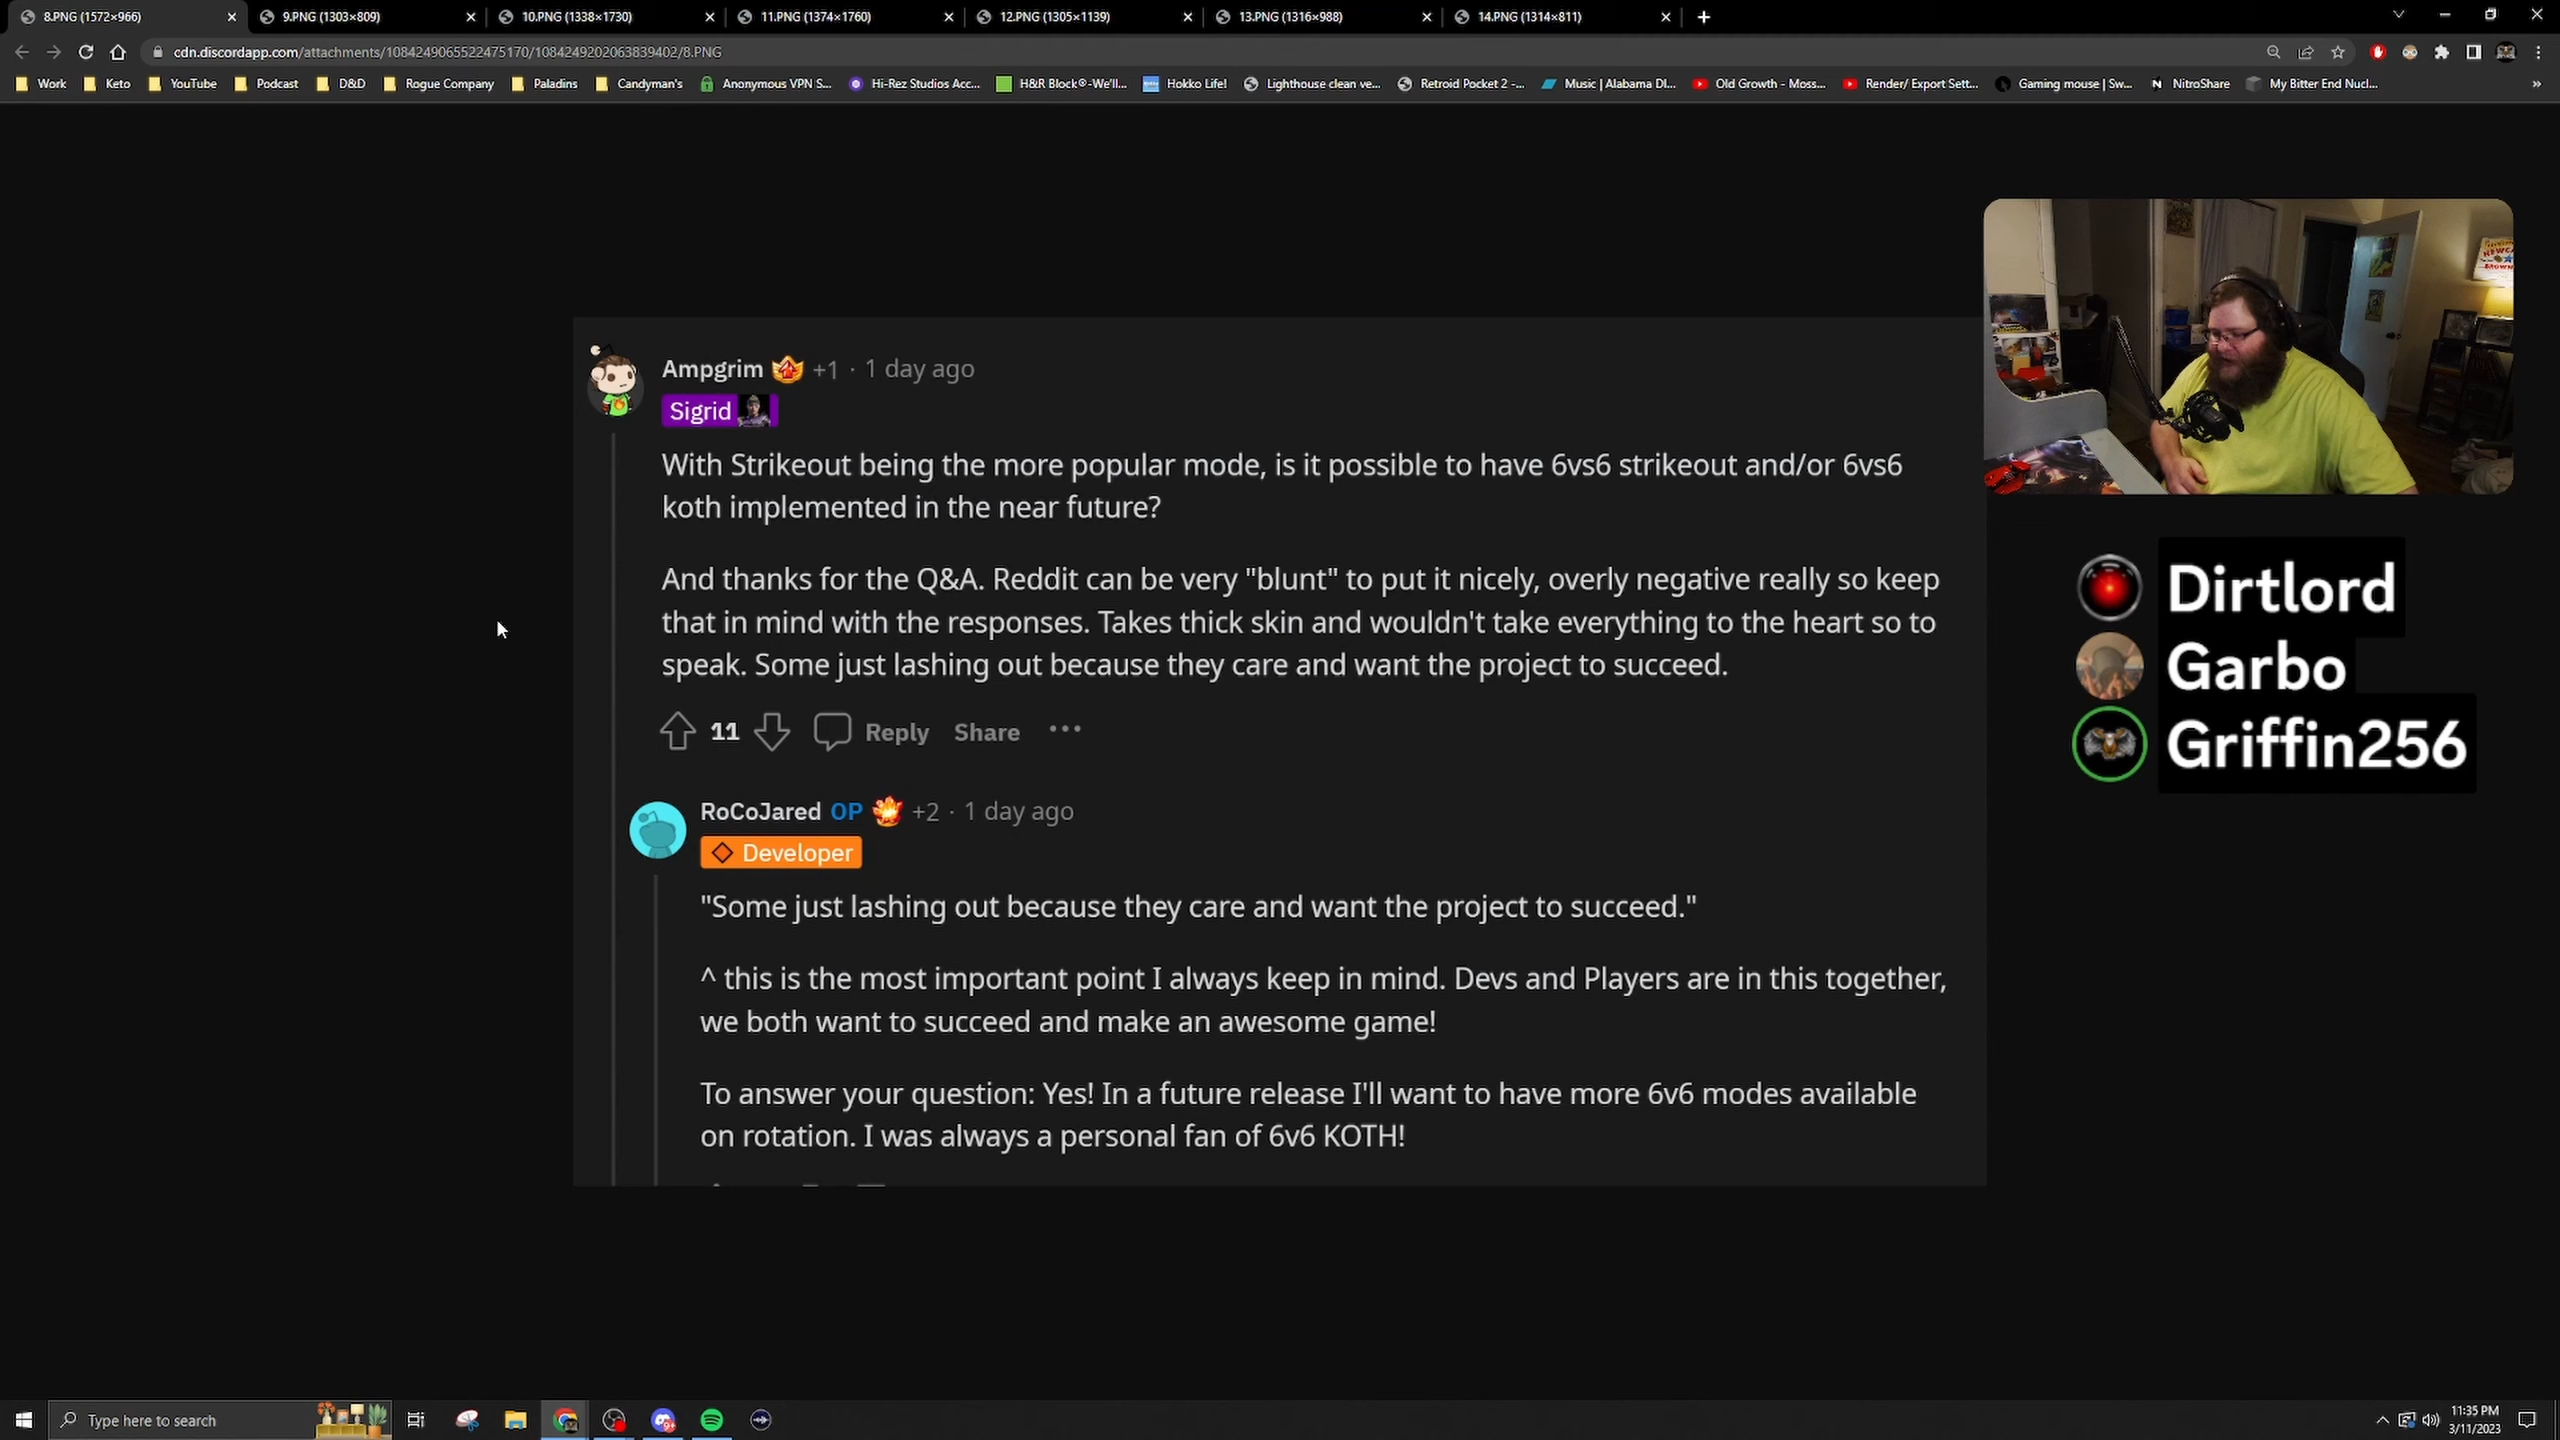 8.PNG (1572×966)
9.PNG (1303×809)
10.PNG (1338×1730)
11.PNG (1374×1760)
12.PNG (1305×1139)
13.PNG (1316×988)
14.PNG (1314×811)
cdn.discordapp.com/attachments/1084249065522475170/1084249202063839402/8.PNG
Work
Keto
YouTube
Podcast
D&D
Rogue Company
Paladins
Candyman's
Anonymous VPN S...
Hi-Rez Studios Acc...
H&R Block®-We'll...
Hokko Life!
Lighthouse clean ve...
Retroid Pocket 2 -...
Music | Alabama DI...
Old Growth - Moss...
Render/ Export Sett...
Gaming mouse | Sw...
NitroShare
My Bitter End Nucl...
Ampgrim +1 · 1 day ago
Sigrid
With Strikeout being the more popular mode, is it possible to have 6vs6 strikeout and/or 6vs6
koth implemented in the near future?
And thanks for the Q&A. Reddit can be very "blunt" to put it nicely, overly negative really so keep
that in mind with the responses. Takes thick skin and wouldn't take everything to the heart so to
speak. Some just lashing out because they care and want the project to succeed.
11 Reply Share ···
RoCoJared OP +2 · 1 day ago
Developer
"Some just lashing out because they care and want the project to succeed."
^ this is the most important point I always keep in mind. Devs and Players are in this together,
we both want to succeed and make an awesome game!
To answer your question: Yes! In a future release I'll want to have more 6v6 modes available
on rotation. I was always a personal fan of 6v6 KOTH!
Dirtlord
Garbo
Griffin256
Type here to search
11:35 PM
3/11/2023